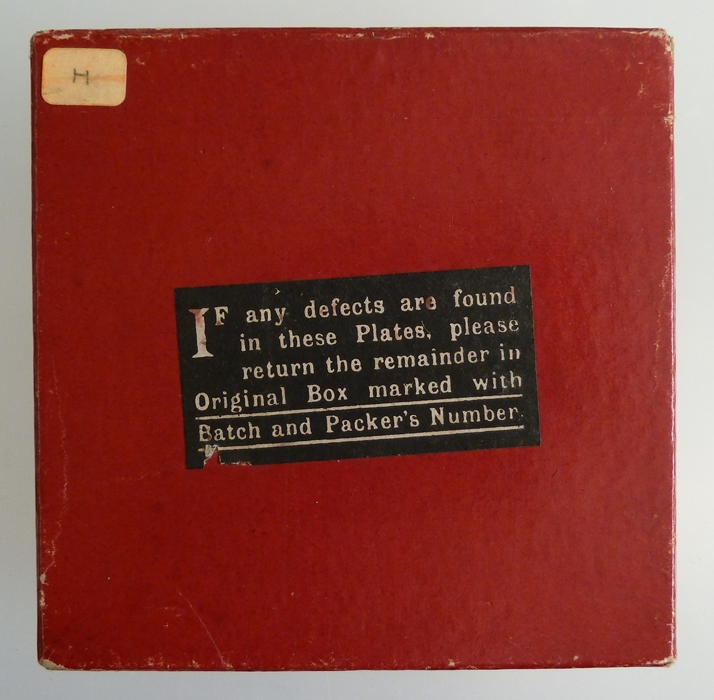 H
IF any defects are found
in these Plates, please
return the remainder in
Original Box marked with
Batch and Packer's Number.